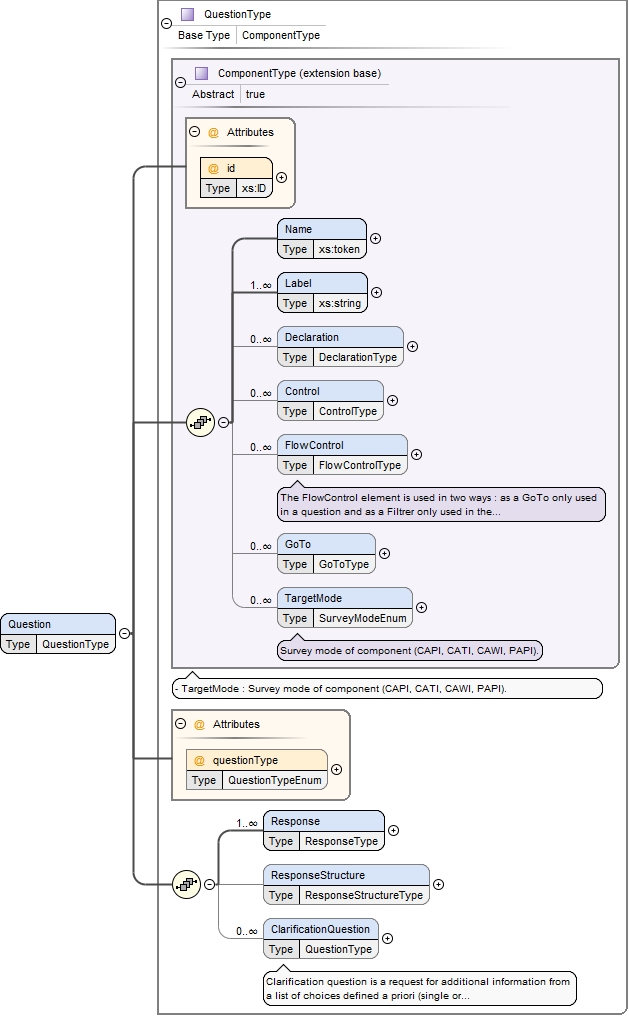 QuestionType
Base Type ComponentType
ComponentType (extension base)
Abstract true
@ Attributes
@ id
Type xs:ID
Name
Type xs:token
1..∞ Label
Type xs:string
0..∞ Declaration
Type DeclarationType
0..∞ Control
Type ControlType
0..∞ FlowControl
Type FlowControlType
The FlowControl element is used in two ways : as a GoTo only used
in a question and as a Filtrer only used in the...
0..∞ GoTo
Type GoToType
0..∞ TargetMode
Type SurveyModeEnum
Survey mode of component (CAPI, CATI, CAWI, PAPI).
Question
Type QuestionType
- TargetMode : Survey mode of component (CAPI, CATI, CAWI, PAPI).
@ Attributes
@ questionType
Type QuestionTypeEnum
1..∞ Response
Type ResponseType
ResponseStructure
Type ResponseStructureType
0..∞ ClarificationQuestion
Type QuestionType
Clarification question is a request for additional information from
a list of choices defined a priori (single or...